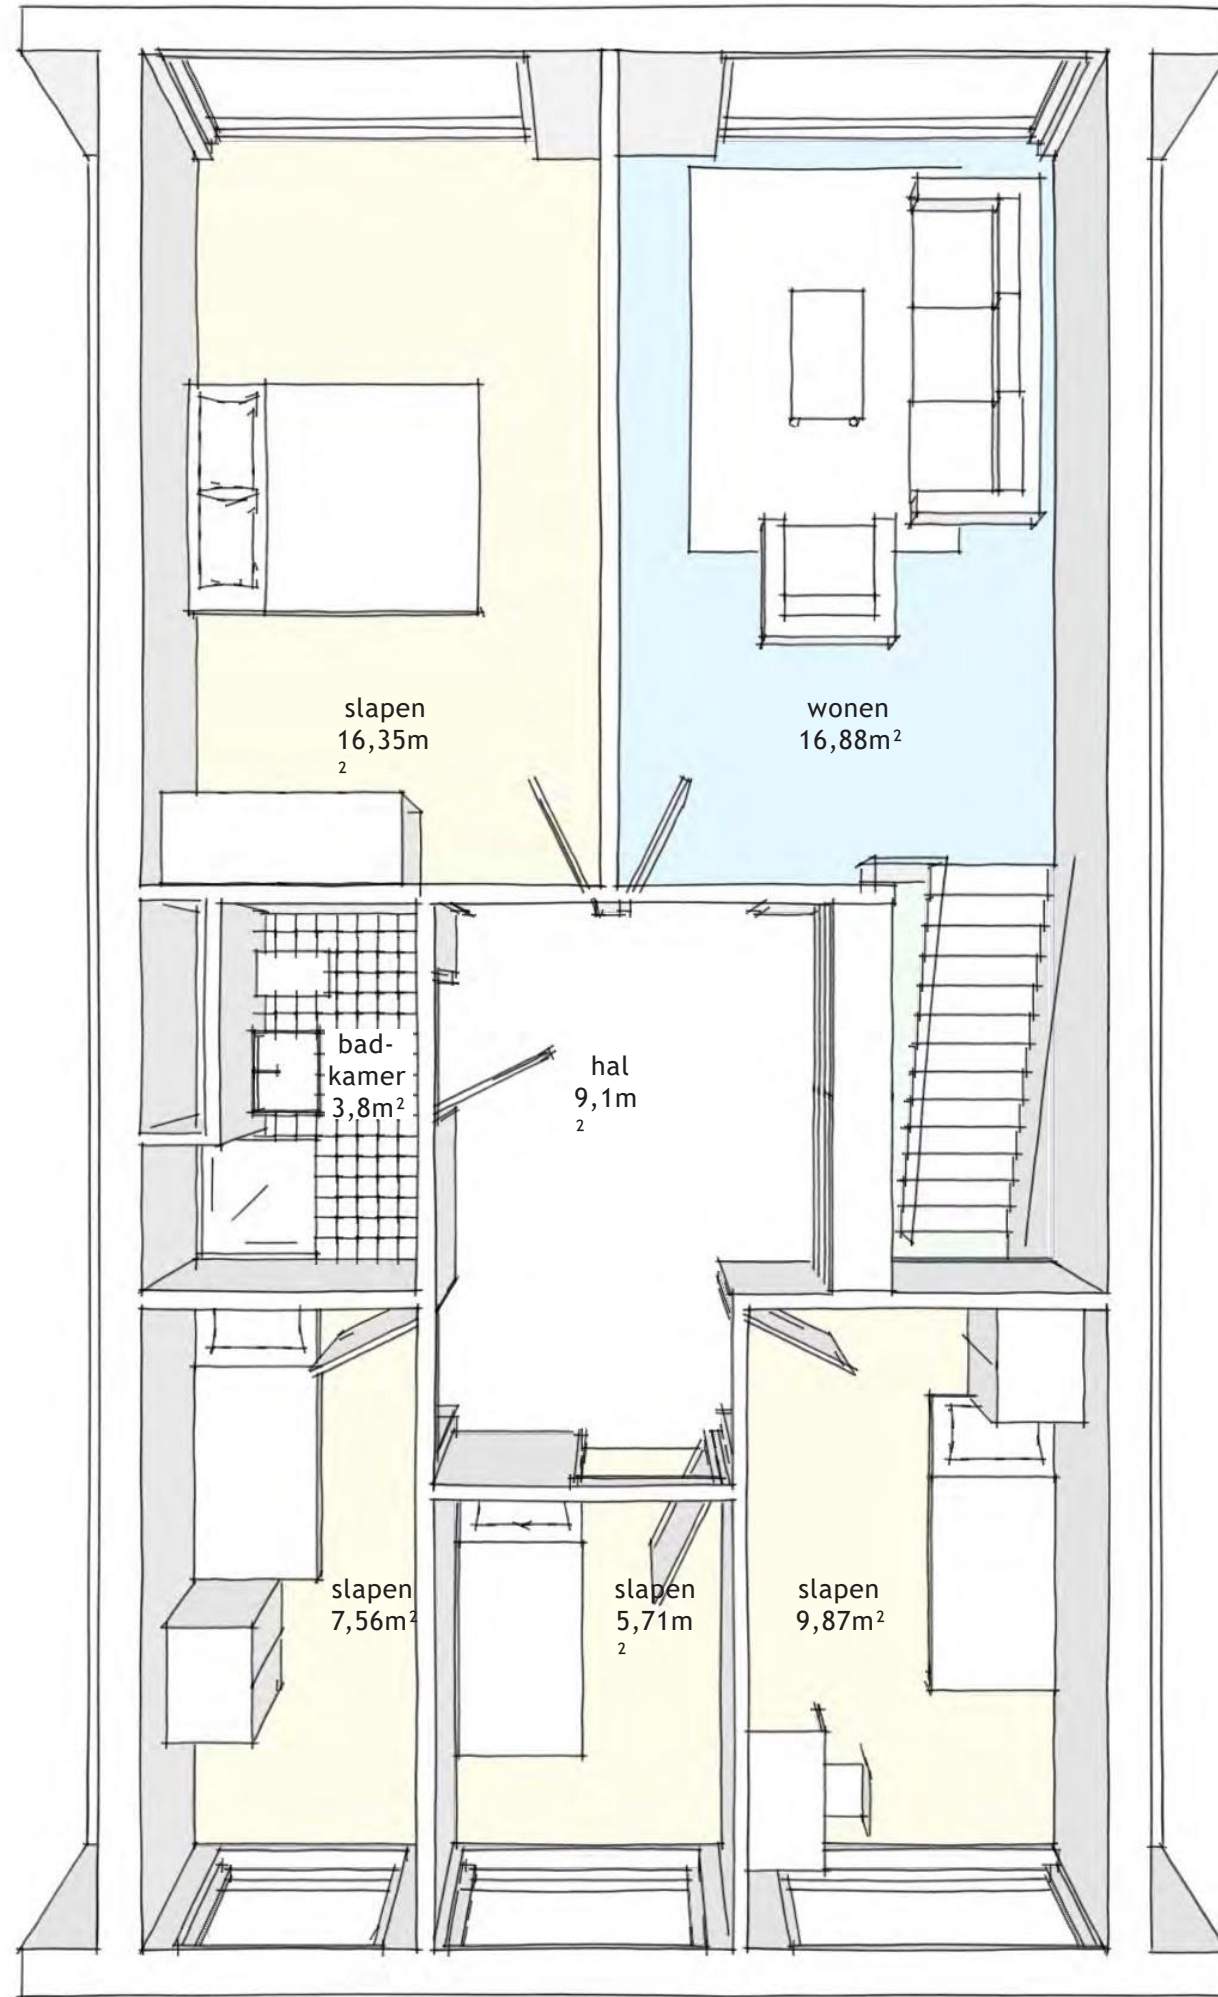 slapen
16,35m
2
wonen
16,88m²
bad-
kamer
3,8m²
hal
9,1m
2
slapen
7,56m²
slapen
5,71m
2
slapen
9,87m²